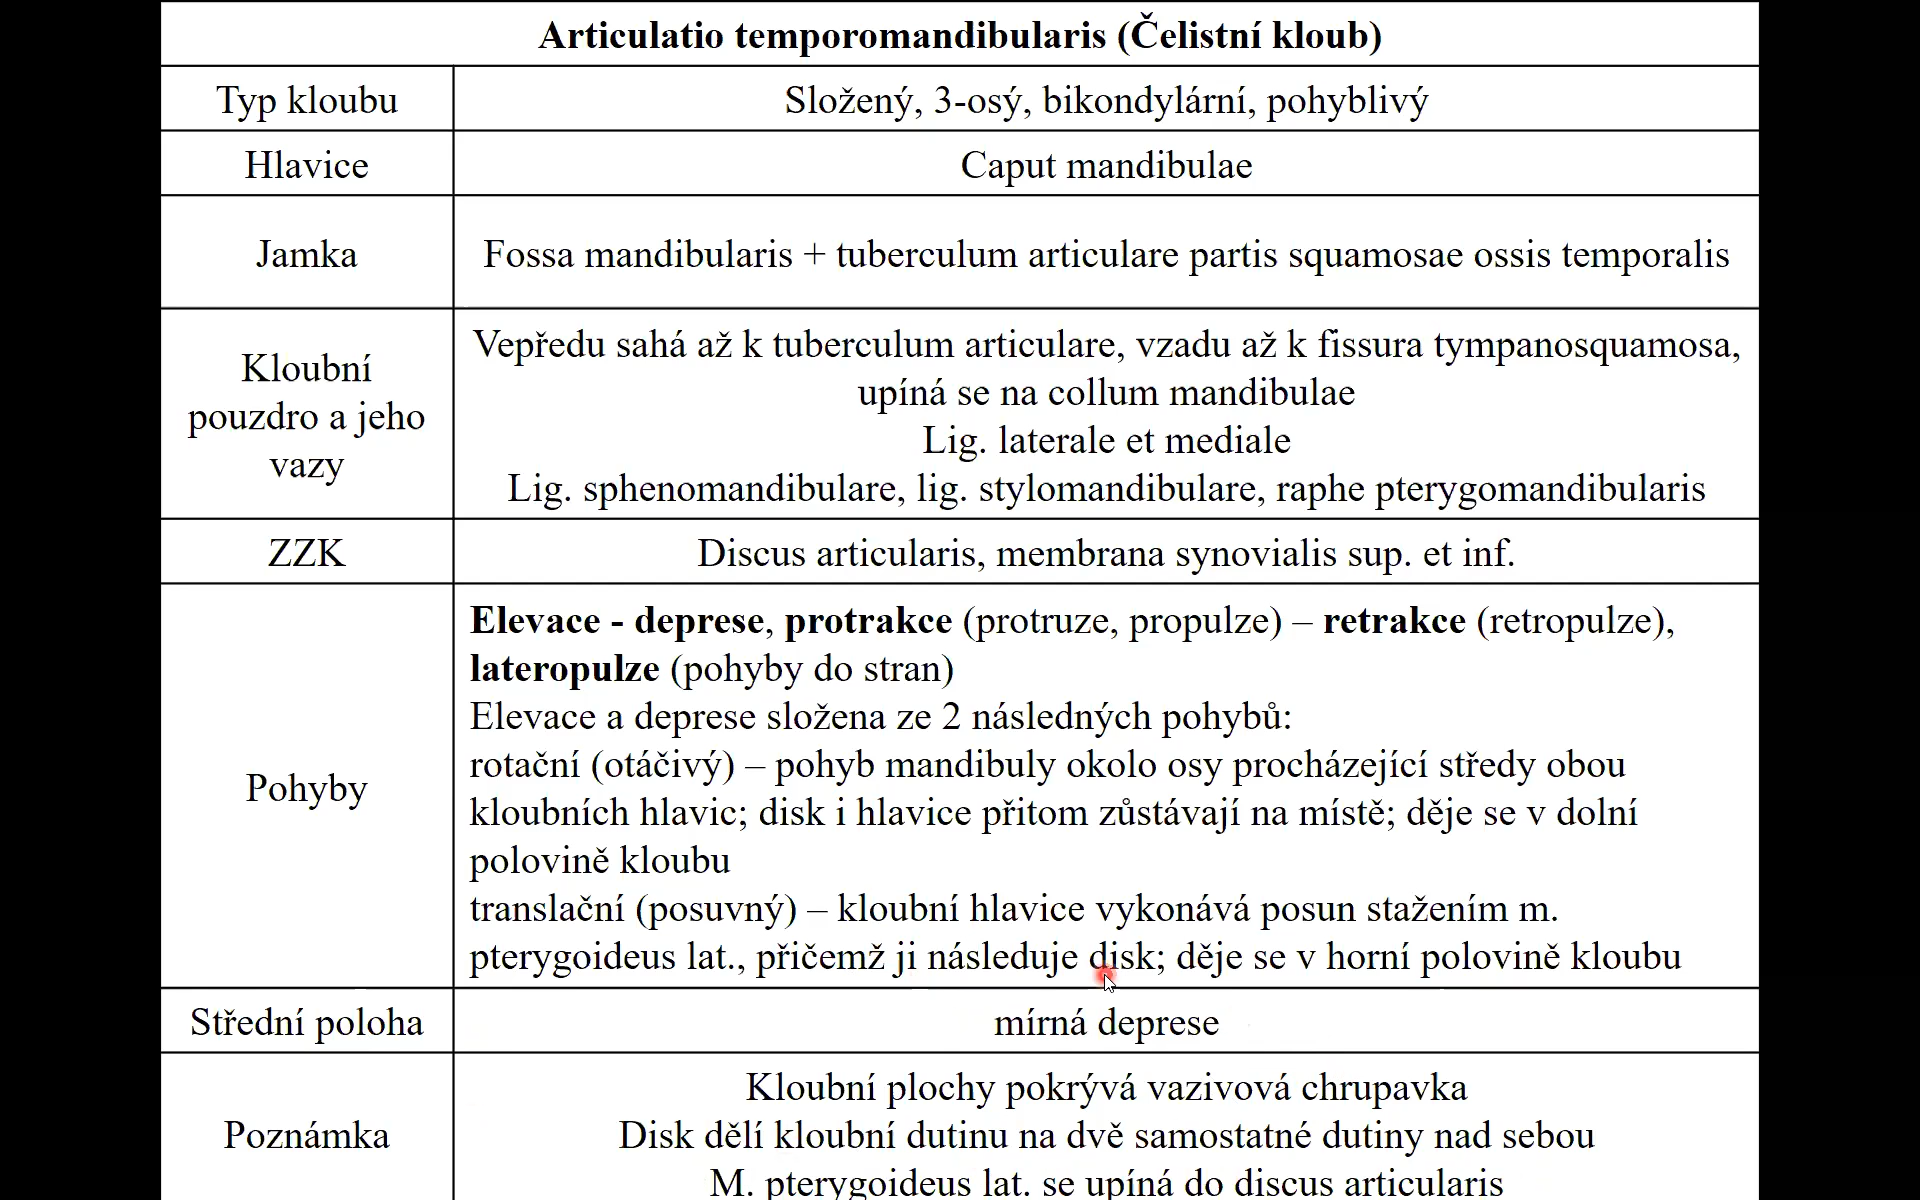 Articulatio temporomandibularis (Čelistní kloub)
Typ kloubu
Složený, 3-osý, bikondylární, pohyblivý
Hlavice
Caput mandibulae
Jamka
Fossa mandibularis + tuberculum articulare partis squamosae ossis temporalis
Kloubní
pouzdro a jeho
vazy
Vepředu sahá až k tuberculum articulare, vzadu až k fissura tympanosquamosa,
upíná se na collum mandibulae
Lig. laterale et mediale
Lig. sphenomandibulare, lig. stylomandibulare, raphe pterygomandibularis
ZZK
Discus articularis, membrana synovialis sup. et inf.
Pohyby
Elevace - deprese, protrakce (protruze, propulze) – retrakce (retropulze),
lateropulze (pohyby do stran)
Elevace a deprese složena ze 2 následných pohybů:
rotační (otáčivý) – pohyb mandibuly okolo osy procházející středy obou
kloubních hlavic; disk i hlavice přitom zůstávají na místě; děje se v dolní
polovině kloubu
translační (posuvný) – kloubní hlavice vykonává posun stažením m.
pterygoideus lat., přičemž ji následuje disk; děje se v horní polovině kloubu
Střední poloha
mírná deprese
Poznámka
Kloubní plochy pokrývá vazivová chrupavka
Disk dělí kloubní dutinu na dvě samostatné dutiny nad sebou
M. pterygoideus lat. se upíná do discus articularis